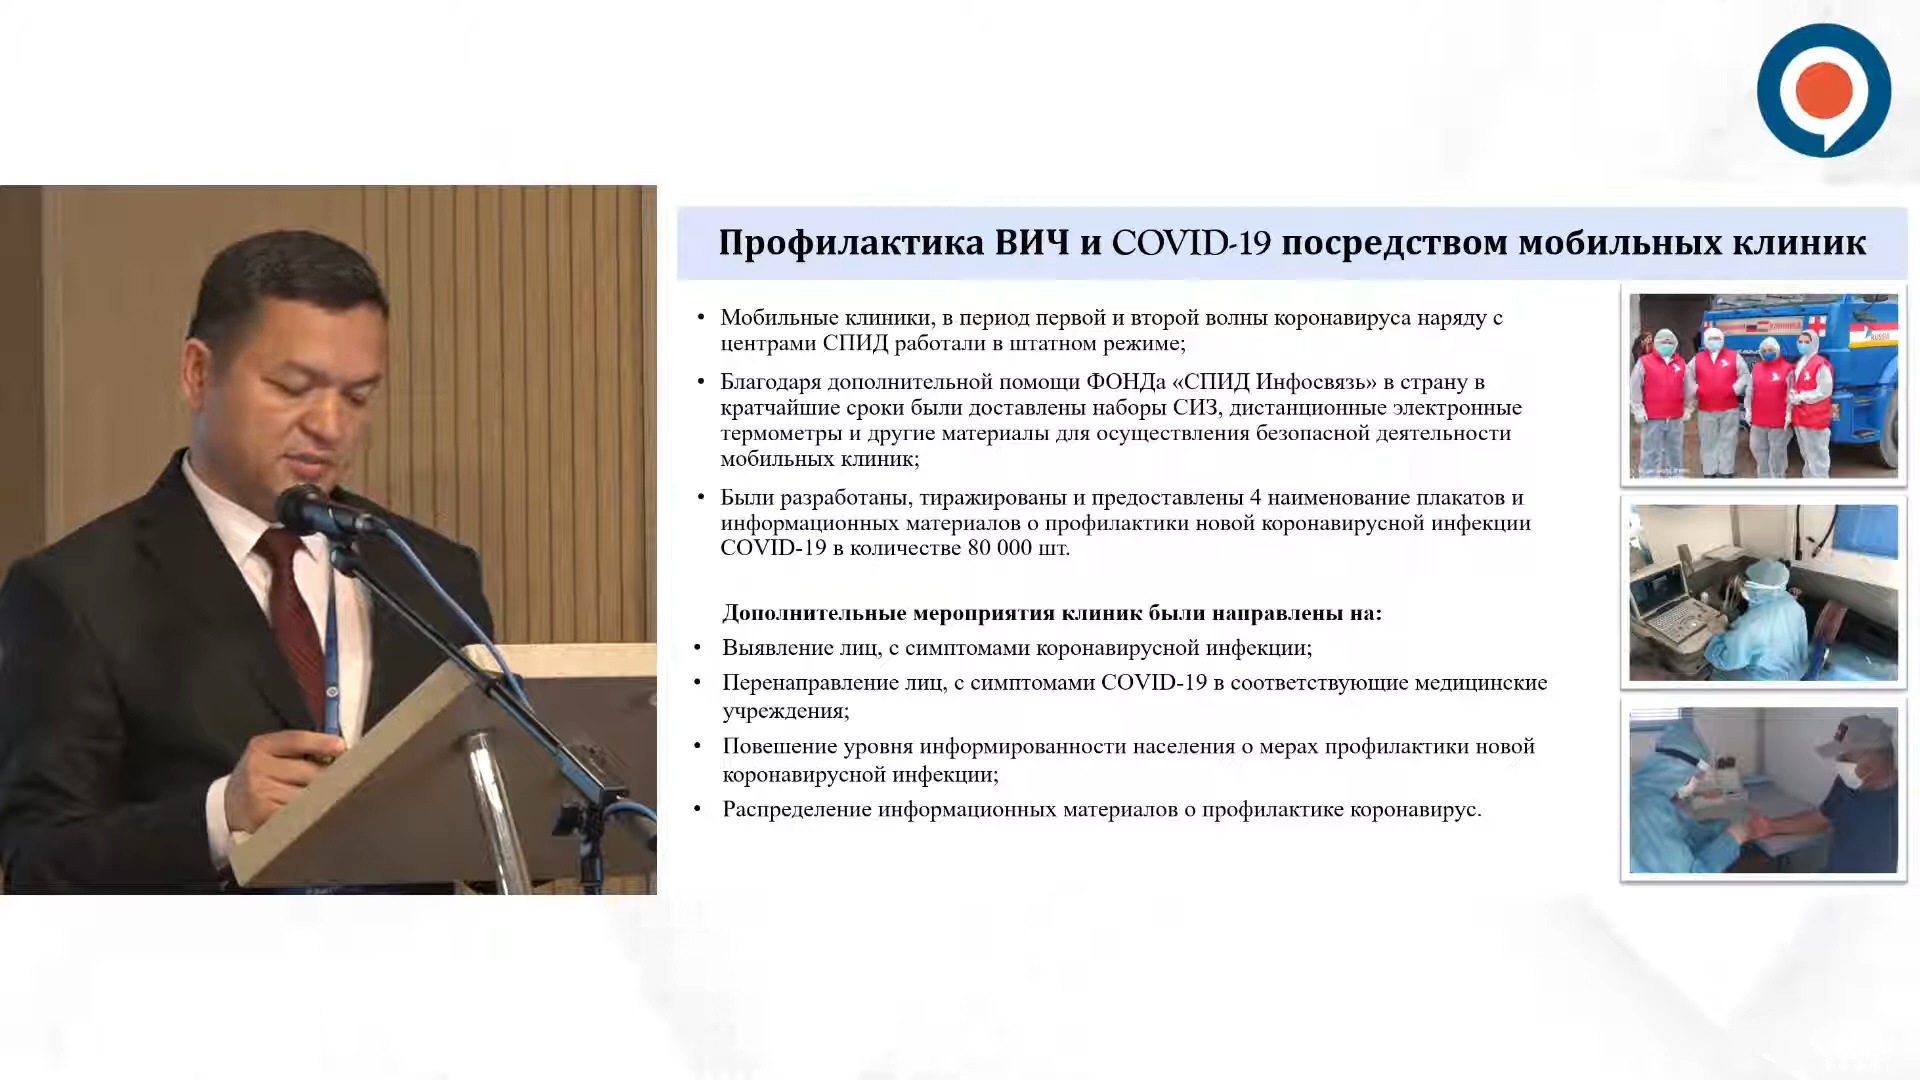 Профилактика ВИЧ и COVID-19 посредством мобильных клиник
• Мобильные клиники, в период первой и второй волны коронавируса наряду с
центрами СПИД работали в штатном режиме;
• Благодаря дополнительной помощи ФОНДа «СПИД Инфосвязь» в страну в
кратчайшие сроки были доставлены наборы СИЗ, дистанционные электронные
термометры и другие материалы для осуществления безопасной деятельности
мобильных клиник;
• Были разработаны, тиражированы и предоставлены 4 наименование плакатов и
информационных материалов о профилактики новой коронавирусной инфекции
COVID-19 в количестве 80 000 шт.
Дополнительные мероприятия клиник были направлены на:
• Выявление лиц, с симптомами коронавирусной инфекции;
• Перенаправление лиц, с симптомами COVID-19 в соответствующие медицинские
учреждения;
• Повешение уровня информированности населения о мерах профилактики новой
коронавирусной инфекции;
• Распределение информационных материалов о профилактике коронавирус.